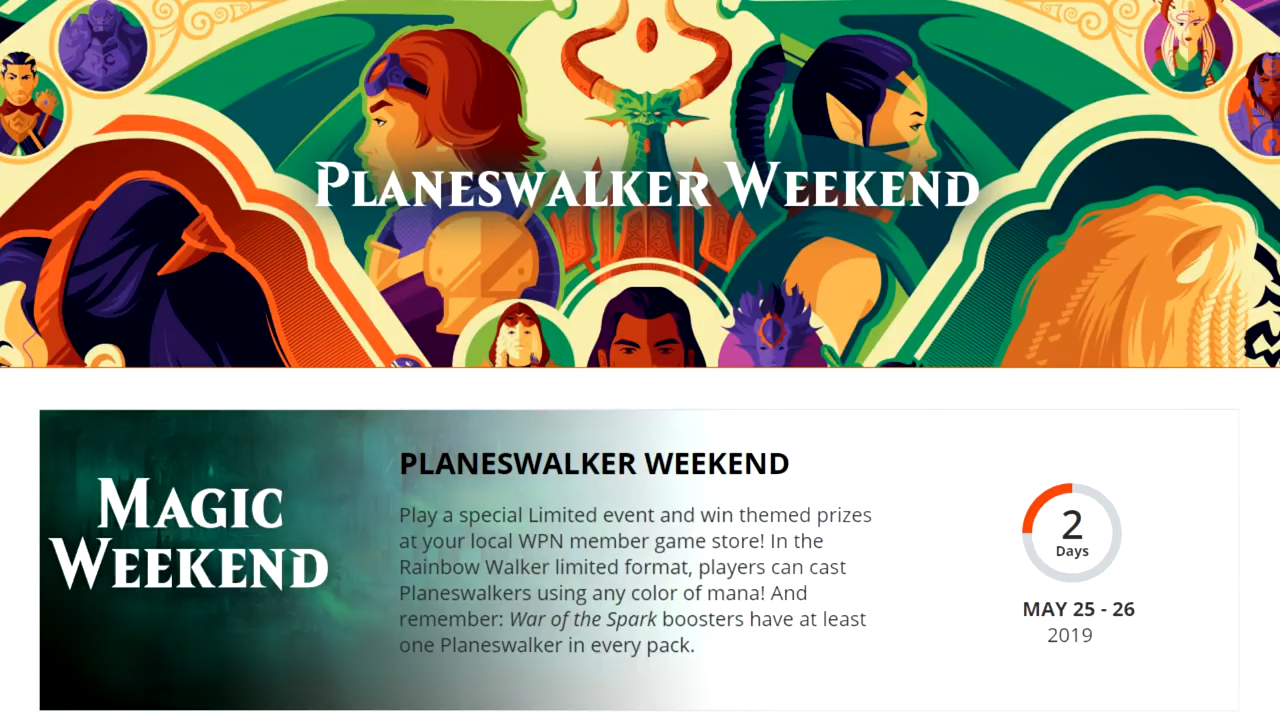 Planeswalker Weekend
Magic
Weekend
PLANESWALKER WEEKEND
Play a special Limited event and win themed prizes
at your local WPN member game store! In the
Rainbow Walker limited format, players can cast
Planeswalkers using any color of mana! And
remember: War of the Spark boosters have at least
one Planeswalker in every pack.
2
Days
MAY 25 - 26
2019